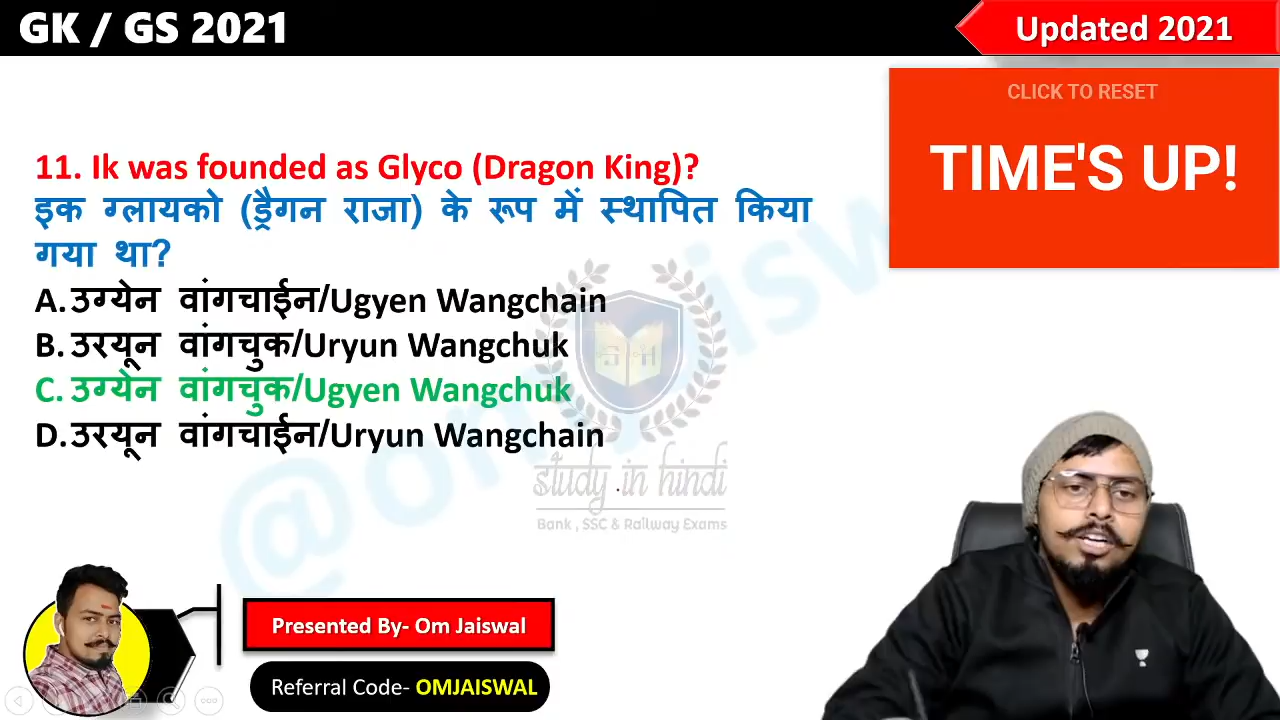 GK / GS 2021
Updated 2021
CLICK TO RESET
TIME'S UP!
11. Ik was founded as Glyco (Dragon King)?
इक ग्लायको (ड्रैगन राजा) के रूप में स्थापित किया
गया था?
A. उग्येन वांगचाईन/Ugyen Wangchain
B. उरयून वांगचुक/Uryun Wangchuk
C. उग्येन वांगचुक/Ugyen Wangchuk
D. उरयून वांगचाईन/Uryun Wangchain
SiH
study in hindi
Bank , SSC & Railway Exams
Presented By- Om Jaiswal
Referral Code- OMJAISWAL